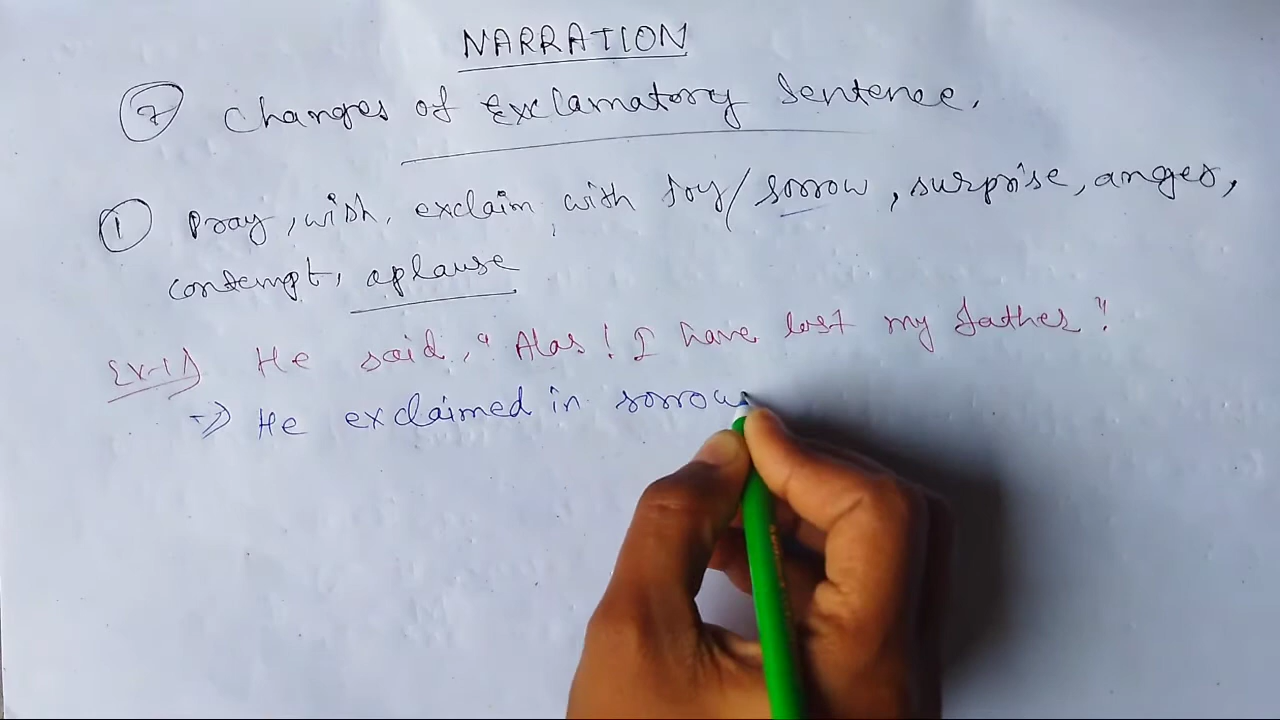 NARRATION
7 Changes of Exclamatory Sentence.
1 Pray, wish, exclaim, with Joy/sorrow, surprise, anger,
contempt, aplause
Ex-1) He said, "Alas! I have lost my father"!
⇒ He exclaimed in sorrow